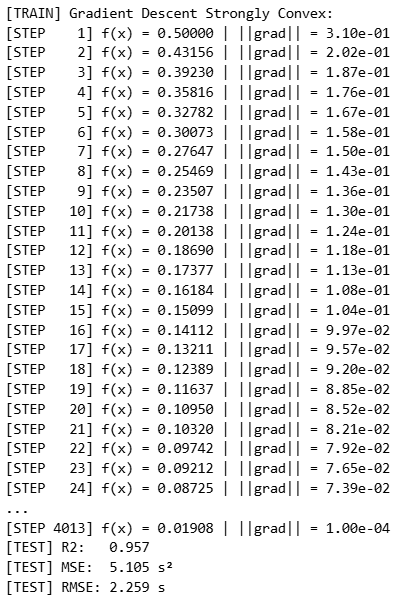 [TRAIN] Gradient Descent Strongly Convex:
[STEP    1] f(x) = 0.50000 | ||grad|| = 3.10e-01
[STEP    2] f(x) = 0.43156 | ||grad|| = 2.02e-01
[STEP    3] f(x) = 0.39230 | ||grad|| = 1.87e-01
[STEP    4] f(x) = 0.35816 | ||grad|| = 1.76e-01
[STEP    5] f(x) = 0.32782 | ||grad|| = 1.67e-01
[STEP    6] f(x) = 0.30073 | ||grad|| = 1.58e-01
[STEP    7] f(x) = 0.27647 | ||grad|| = 1.50e-01
[STEP    8] f(x) = 0.25469 | ||grad|| = 1.43e-01
[STEP    9] f(x) = 0.23507 | ||grad|| = 1.36e-01
[STEP   10] f(x) = 0.21738 | ||grad|| = 1.30e-01
[STEP   11] f(x) = 0.20138 | ||grad|| = 1.24e-01
[STEP   12] f(x) = 0.18690 | ||grad|| = 1.18e-01
[STEP   13] f(x) = 0.17377 | ||grad|| = 1.13e-01
[STEP   14] f(x) = 0.16184 | ||grad|| = 1.08e-01
[STEP   15] f(x) = 0.15099 | ||grad|| = 1.04e-01
[STEP   16] f(x) = 0.14112 | ||grad|| = 9.97e-02
[STEP   17] f(x) = 0.13211 | ||grad|| = 9.57e-02
[STEP   18] f(x) = 0.12389 | ||grad|| = 9.20e-02
[STEP   19] f(x) = 0.11637 | ||grad|| = 8.85e-02
[STEP   20] f(x) = 0.10950 | ||grad|| = 8.52e-02
[STEP   21] f(x) = 0.10320 | ||grad|| = 8.21e-02
[STEP   22] f(x) = 0.09742 | ||grad|| = 7.92e-02
[STEP   23] f(x) = 0.09212 | ||grad|| = 7.65e-02
[STEP   24] f(x) = 0.08725 | ||grad|| = 7.39e-02
...
[STEP 4013] f(x) = 0.01908 | ||grad|| = 1.00e-04
[TEST] R2:   0.957
[TEST] MSE:  5.105 s²
[TEST] RMSE: 2.259 s